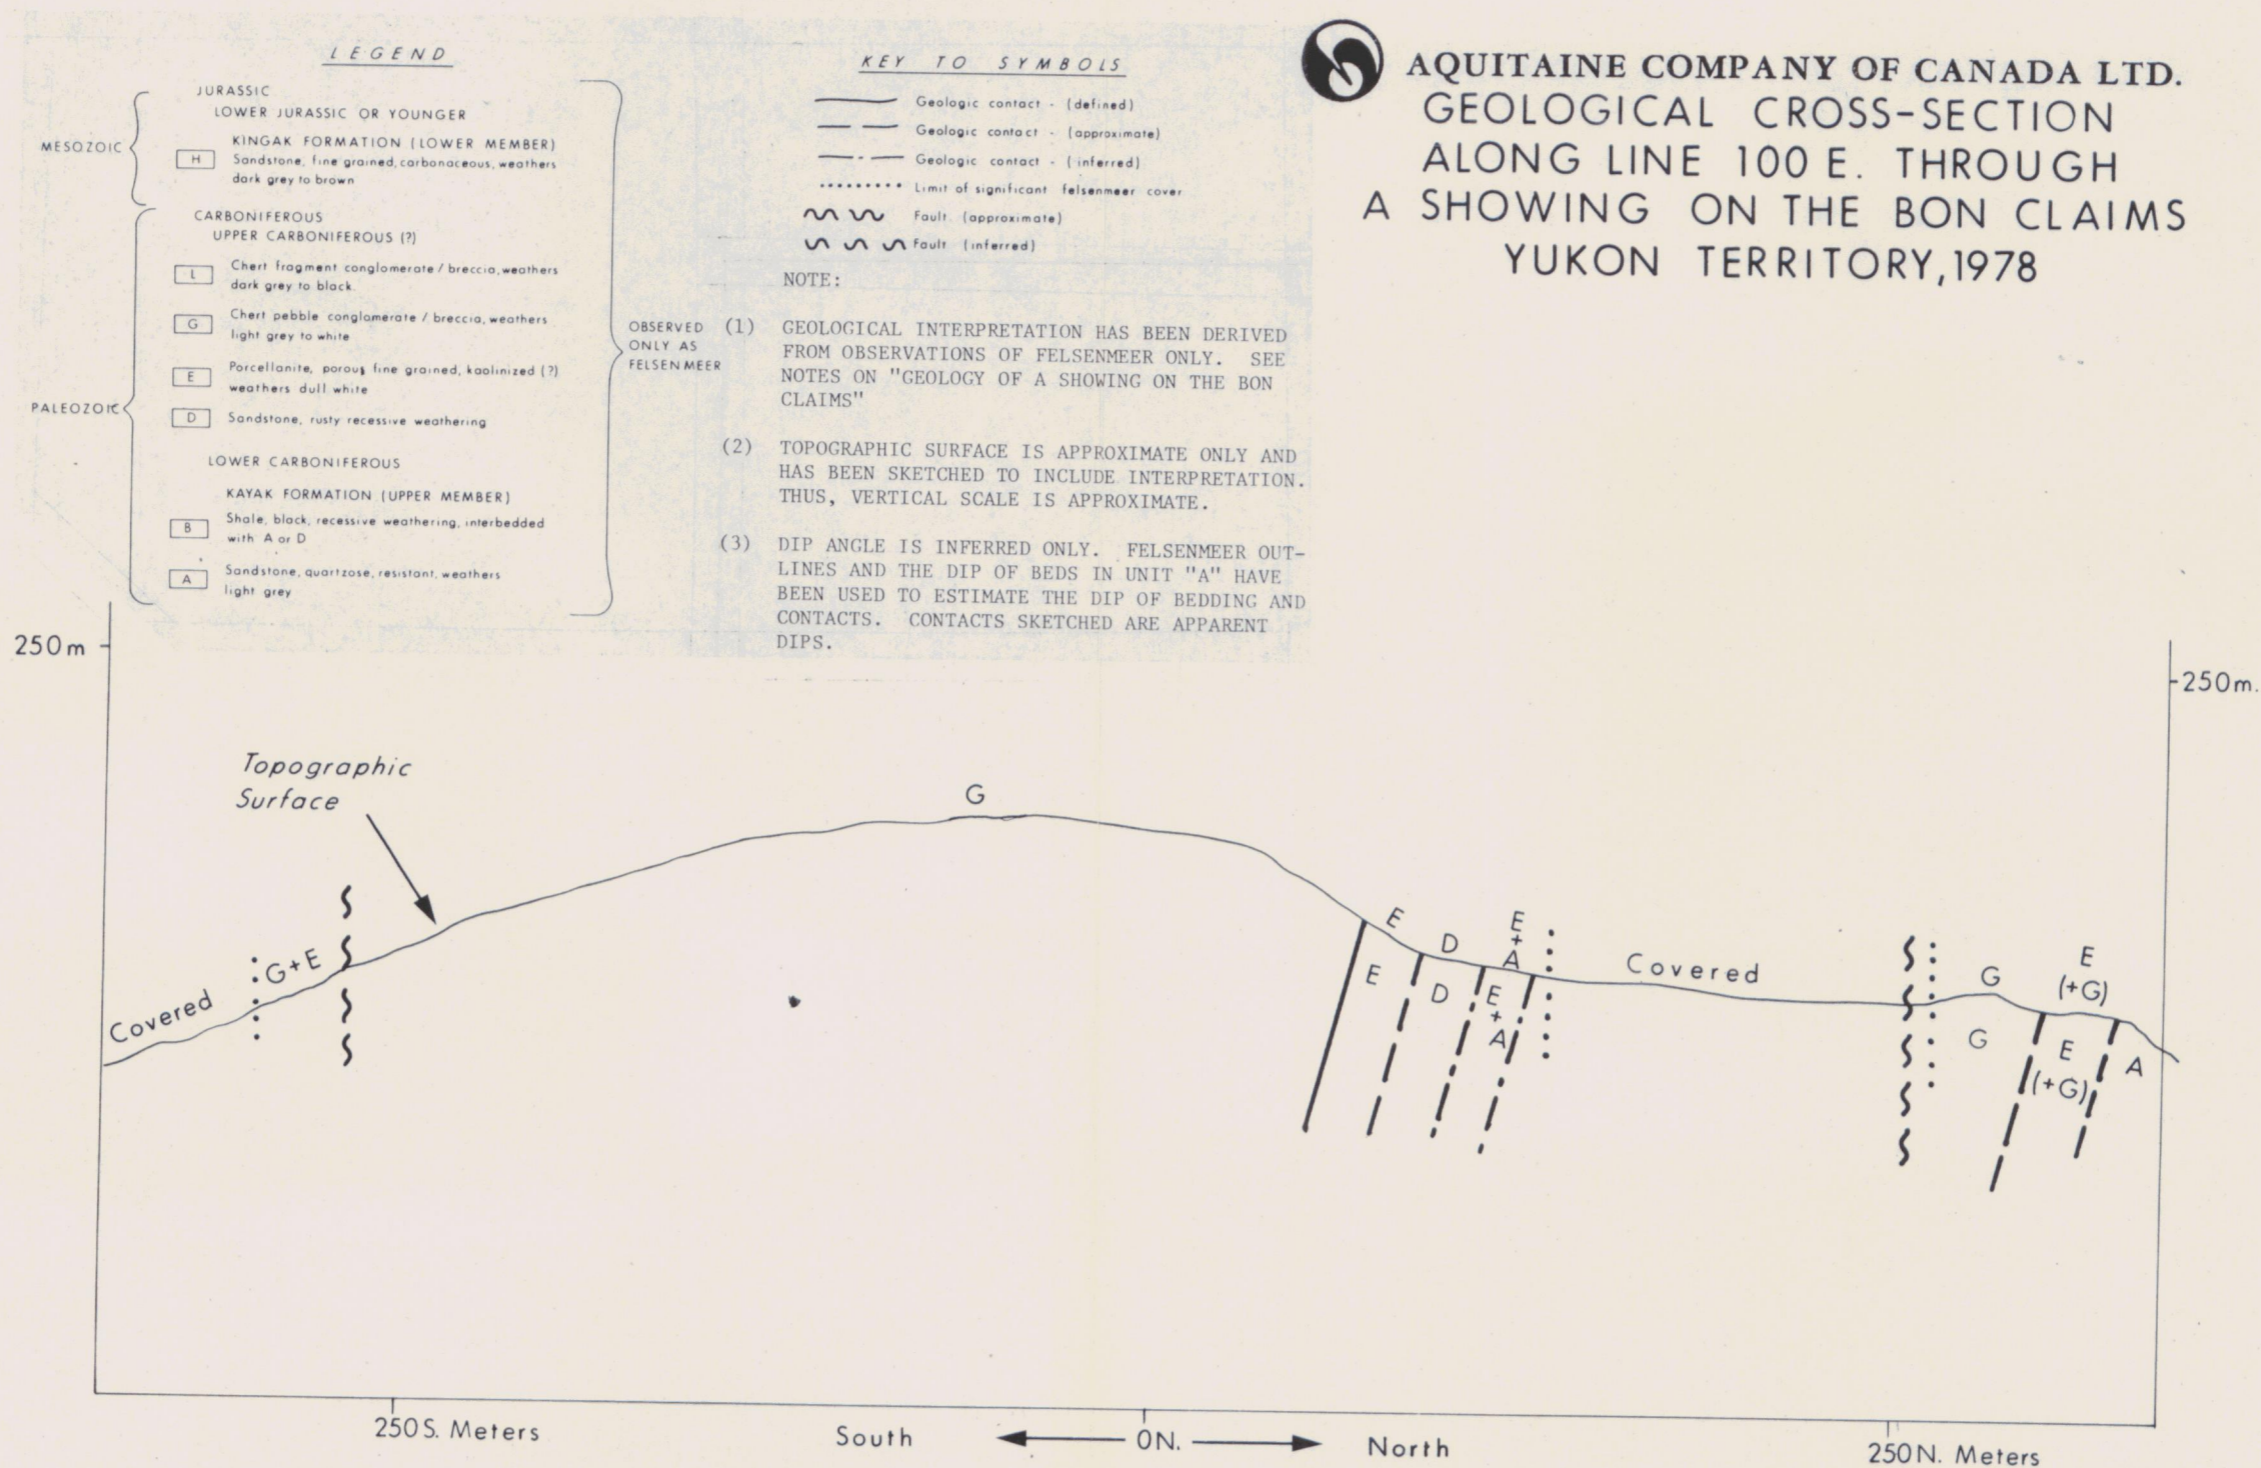 LEGEND
JURASSIC
LOWER JURASSIC OR YOUNGER
MESOZOIC
KINGAK FORMATION (LOWER MEMBER)
H
Sandstone, fine grained, carbonaceous, weathers
dark grey to brown
CARBONIFEROUS
UPPER CARBONIFEROUS (?)
L
Chert fragment conglomerate / breccia, weathers
dark grey to black
G
Chert pebble conglomerate / breccia, weathers
light grey to white
E
Porcellanite, porous fine grained, kaolinized (?)
weathers dull white
PALEOZOIC
D
Sandstone, rusty recessive weathering
LOWER CARBONIFEROUS
KAYAK FORMATION (UPPER MEMBER)
B
Shale, black, recessive weathering, interbedded
with A or D
A
Sandstone, quartzose, resistant, weathers
light grey
OBSERVED
ONLY AS
FELSENMEER
KEY TO SYMBOLS
Geologic contact - (defined)
Geologic contact - (approximate)
Geologic contact - (inferred)
Limit of significant felsenmeer cover
Fault (approximate)
Fault (inferred)
NOTE:
(1) GEOLOGICAL INTERPRETATION HAS BEEN DERIVED
FROM OBSERVATIONS OF FELSENMEER ONLY. SEE
NOTES ON "GEOLOGY OF A SHOWING ON THE BON
CLAIMS"
(2) TOPOGRAPHIC SURFACE IS APPROXIMATE ONLY AND
HAS BEEN SKETCHED TO INCLUDE INTERPRETATION.
THUS, VERTICAL SCALE IS APPROXIMATE.
(3) DIP ANGLE IS INFERRED ONLY. FELSENMEER OUT-
LINES AND THE DIP OF BEDS IN UNIT "A" HAVE
BEEN USED TO ESTIMATE THE DIP OF BEDDING AND
CONTACTS. CONTACTS SKETCHED ARE APPARENT
DIPS.
AQUITAINE COMPANY OF CANADA LTD.
GEOLOGICAL CROSS-SECTION
ALONG LINE 100 E. THROUGH
A SHOWING ON THE BON CLAIMS
YUKON TERRITORY, 1978
250m
250m.
Topographic
Surface
G
Covered
G+E
E
D
E
+
A
E
D
E
+
A
Covered
G
E
(+G)
G
E
(+G)
A
250S. Meters
South
0N.
North
250N. Meters